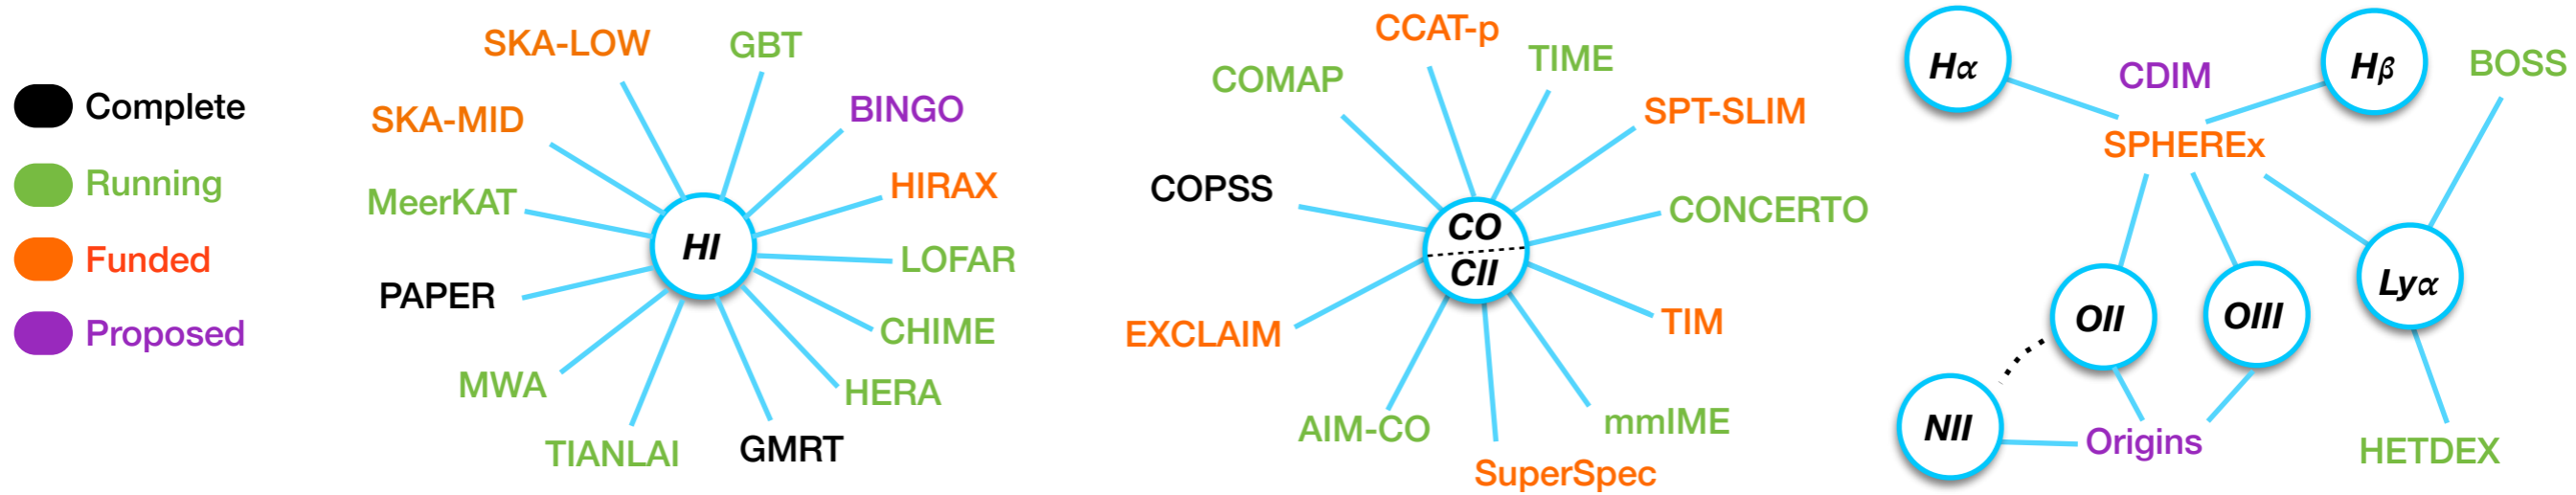 Complete
Running
Funded
Proposed
SKA-LOW
GBT
SKA-MID
BINGO
MeerKAT
HIRAX
HI
LOFAR
PAPER
CHIME
MWA
HERA
TIANLAI
GMRT
CCAT-p
TIME
COMAP
SPT-SLIM
COPSS
CONCERTO
CO
CII
EXCLAIM
TIM
AIM-CO
mmIME
SuperSpec
Hα
CDIM
Hβ
BOSS
SPHEREx
OII
OIII
Lyα
NII
Origins
HETDEX